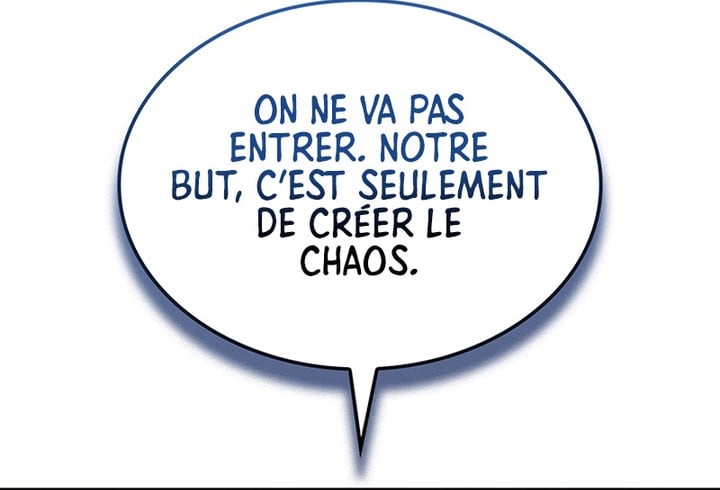 ON NE VA PAS
ENTRER. NOTRE
BUT, C'EST SEULEMENT
DE CRÉER LE
CHAOS.